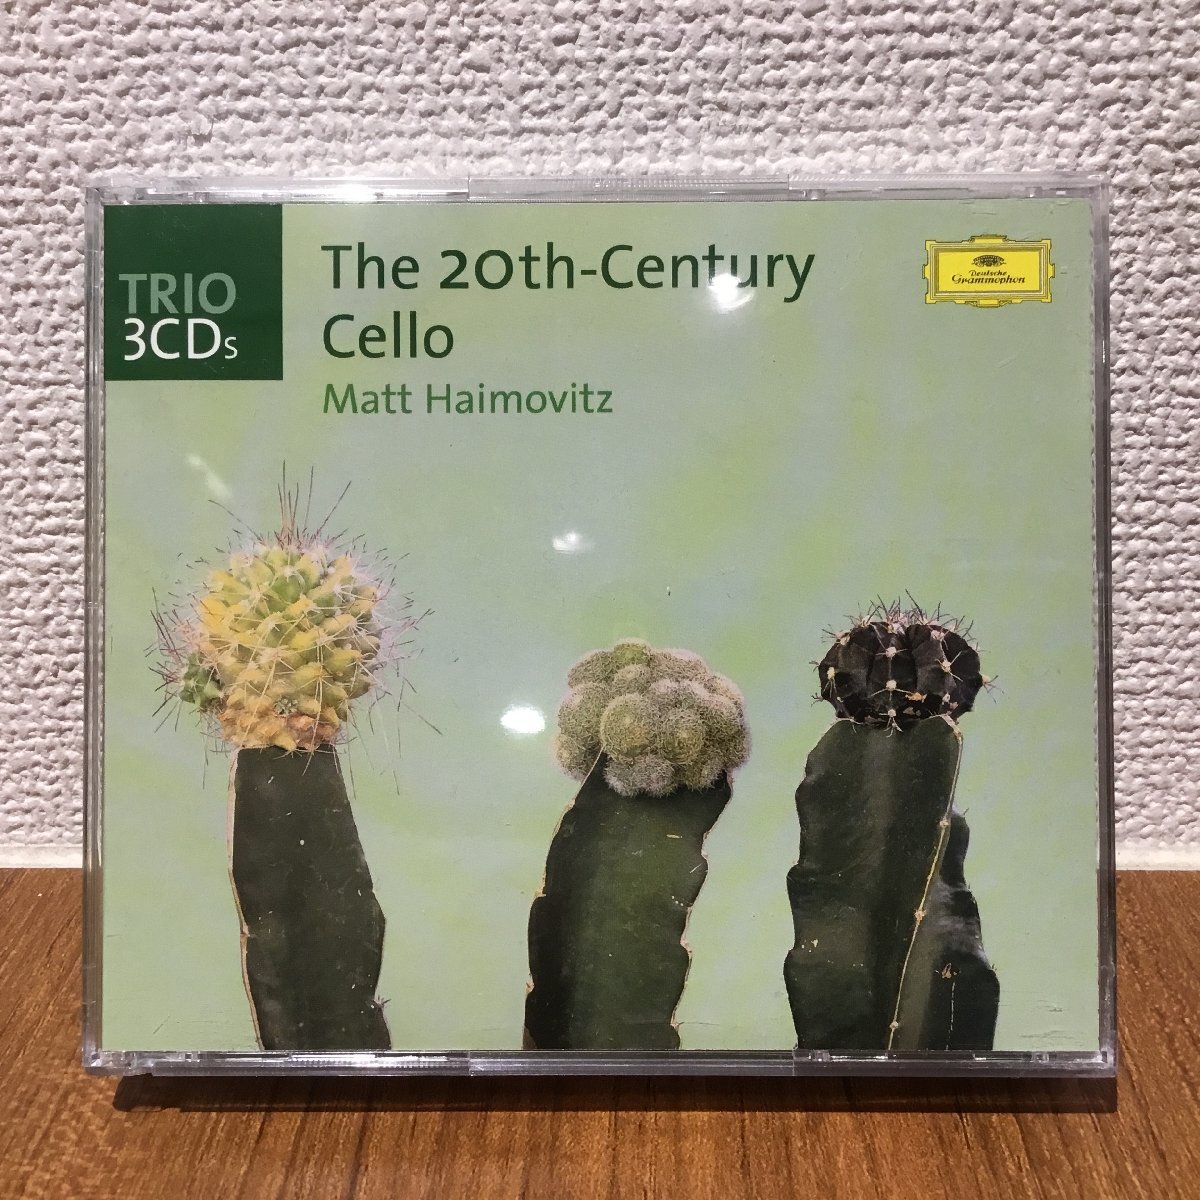 TRIO
3CDs
The 20th-Century
Cello
Matt Haimovitz
Deutsche
Grammophon